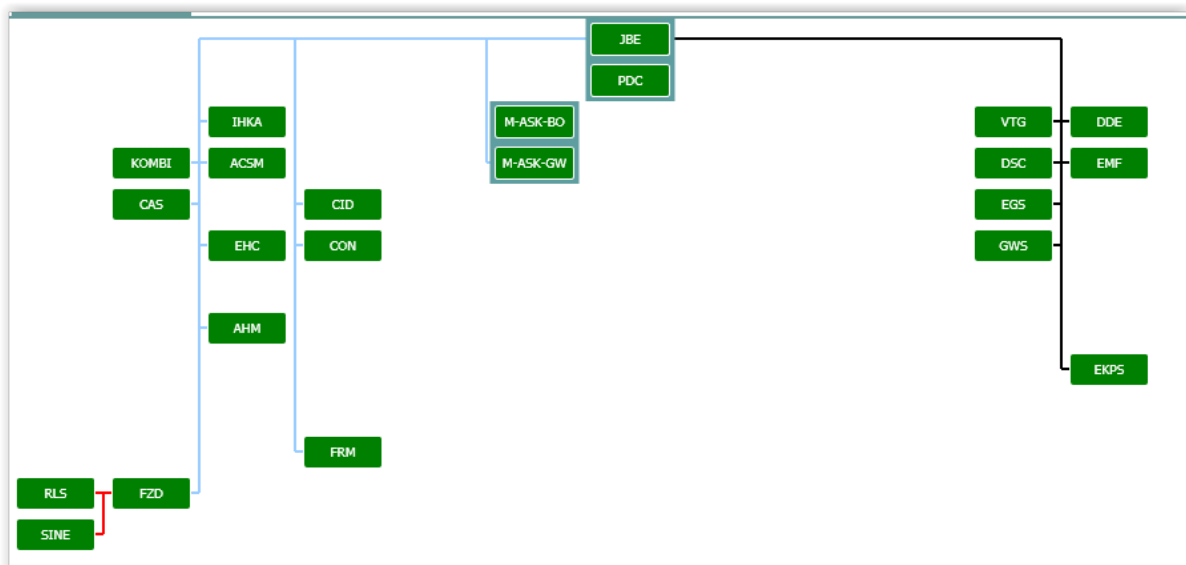 JBE
PDC
IHKA
M-ASK-BO
VTG
DDE
KOMBI
ACSM
M-ASK-GW
DSC
EMF
CAS
CID
EGS
EHC
CON
GWS
AHM
EKPS
FRM
RLS
FZD
SINE